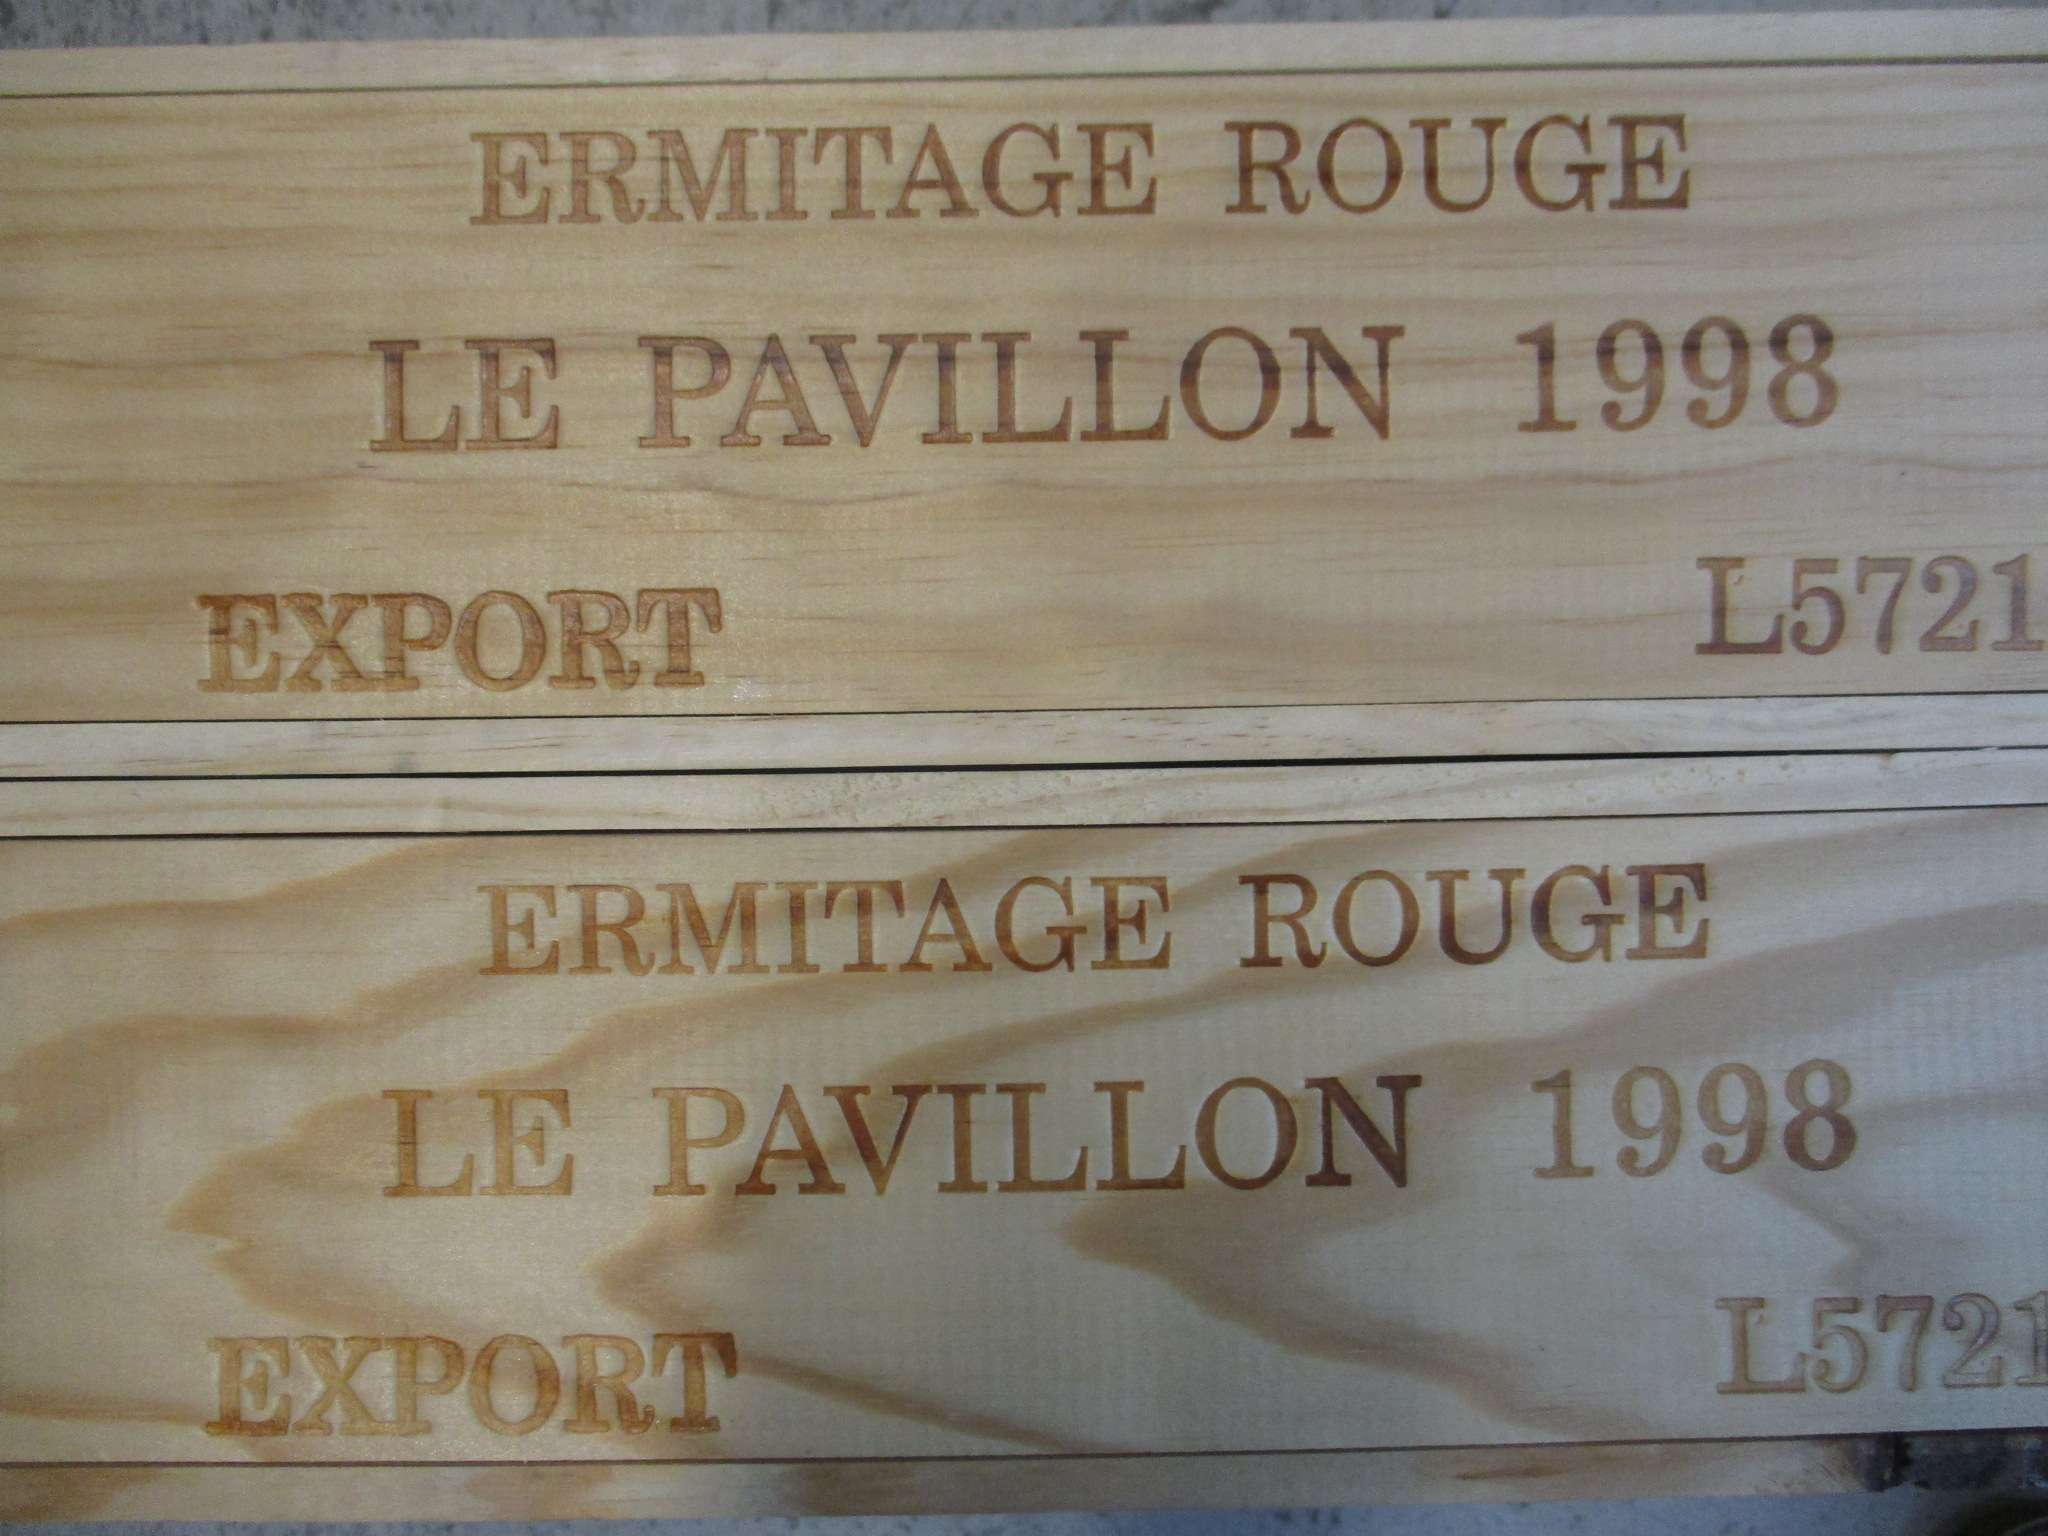 ERMITAGE ROUGE
LE PAVILLON 1998
EXPORT L5721
ERMITAGE ROUGE
LE PAVILLON 1998
EXPORT L5721